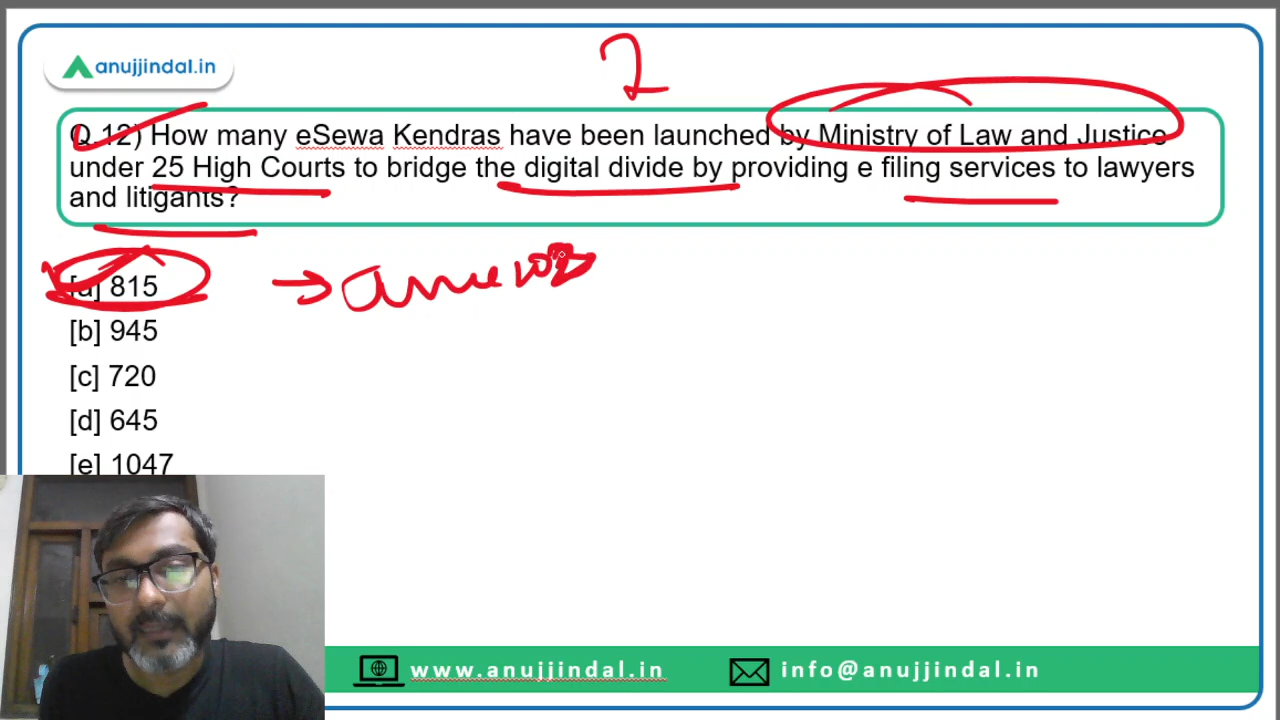 anujjindal.in
2
Q.12) How many eSewa Kendras have been launched by Ministry of Law and Justice
under 25 High Courts to bridge the digital divide by providing e filing services to lawyers
and litigants?
[a] 815
[b] 945
[c] 720
[d] 645
[e] 1047
www.anujjindal.in
info@anujjindal.in